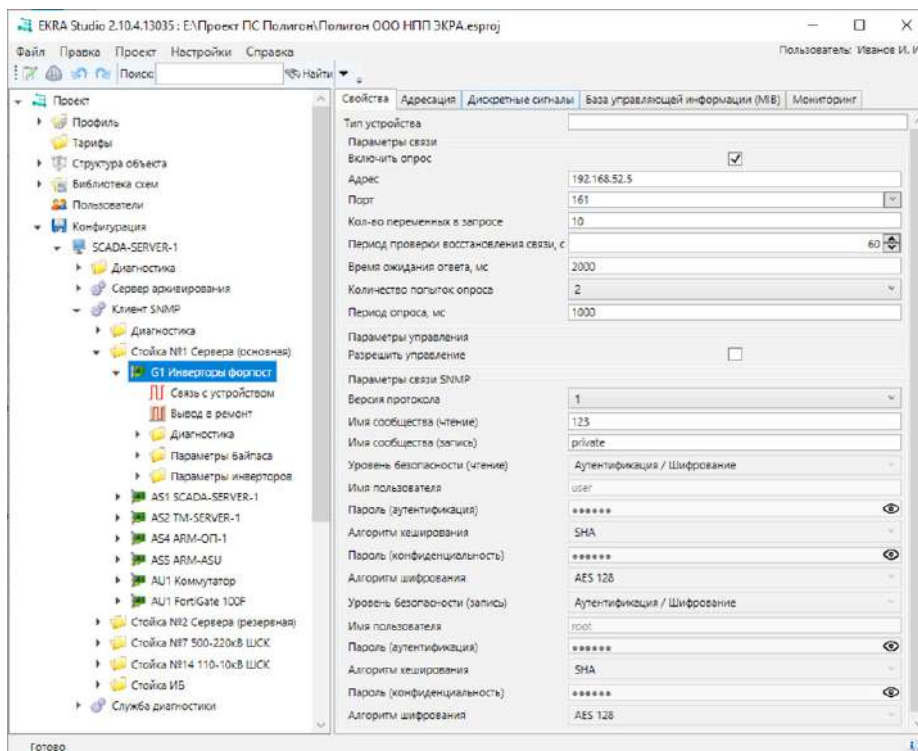 EKRA Studio 2.10.4.13035 : E:\Проект ПС Полигон\Полигон ООО НПП ЭКРА.esproj
Файл Правка Проект Настройки Справка
Пользователь: Иванов И. И
Поиск: Найти
Проект
Профиль
Тарифы
Структура объекта
Библиотека схем
Пользователи
Конфигурация
SCADA-SERVER-1
Диагностика
Сервер архивирования
Клиент SNMP
Диагностика
Стойка №1 Сервера (основная)
G1 Инверторы форпост
Связь с устройством
Вывод в ремонт
Диагностика
Параметры байпаса
Параметры инверторов
AS1 SCADA-SERVER-1
AS2 TM-SERVER-1
AS4 ARM-ОП-1
AS5 ARM-ASU
AU1 Коммутатор
AU1 FortiGate 100F
Стойка №2 Сервера (резервная)
Стойка №7 500-220кВ ШСК
Стойка №14 110-10кВ ШСК
Стойка ИБ
Служба диагностики
Свойства Адресация Дискретные сигналы База управляющей информации (MIB) Мониторинг
Тип устройства
Параметры связи
Включить опрос
Адрес 192.168.52.5
Порт 161
Кол-во переменных в запросе 10
Период проверки восстановления связи, с 60
Время ожидания ответа, мс 2000
Количество попыток опроса 2
Период опроса, мс 1000
Параметры управления
Разрешить управление
Параметры связи SNMP
Версия протокола 1
Имя сообщества (чтение) 123
Имя сообщества (запись) private
Уровень безопасности (чтение) Аутентификация / Шифрование
Имя пользователя user
Пароль (аутентификация) ●●●●●●
Алгоритм хеширования SHA
Пароль (конфиденциальность) ●●●●●●
Алгоритм шифрования AES 128
Уровень безопасности (запись) Аутентификация / Шифрование
Имя пользователя root
Пароль (аутентификация) ●●●●●●
Алгоритм хеширования SHA
Пароль (конфиденциальность) ●●●●●●
Алгоритм шифрования AES 128
Готово